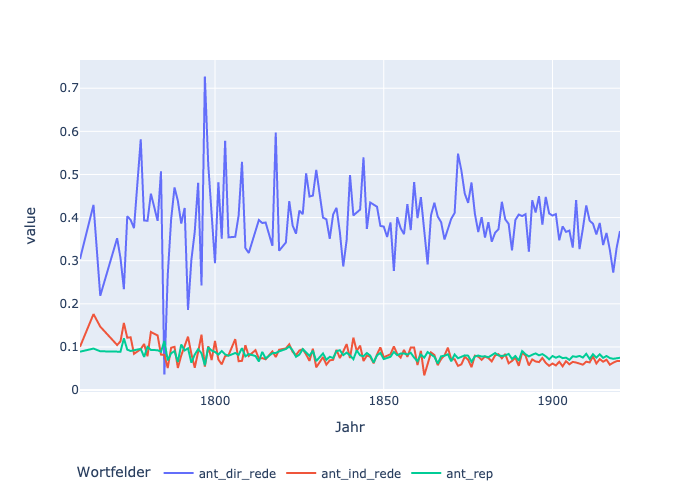 0.7
0.6
0.5
0.4
0.3
0.2
0.1
0
value
1800
1850
1900
Jahr
Wortfelder
ant_dir_rede
ant_ind_rede
ant_rep